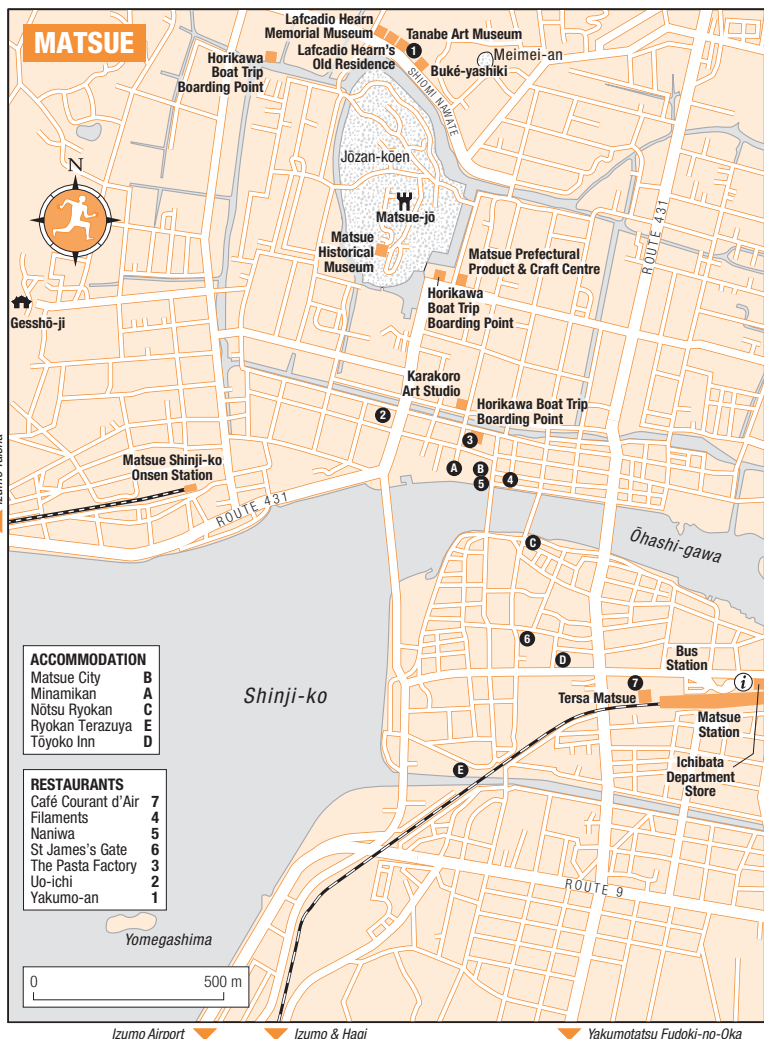 MATSUE
Lafcadio Hearn
Memorial Museum
Tanabe Art Museum
1
Lafcadio Hearn's
Old Residence
Meimei-an
Horikawa
Boat Trip
Boarding Point
Buké-yashiki
SHIOMI NAWATE
N
Jōzan-kōen
Matsue-jō
ROUTE 431
Matsue
Historical
Museum
Matsue Prefectural
Product & Craft Centre
Horikawa
Boat Trip
Boarding Point
Gesshō-ji
Karakoro
Art Studio
2
Horikawa Boat Trip
Boarding Point
3
Izumo Taisha
Matsue Shinji-ko
Onsen Station
A
B
5
4
ROUTE 431
Ōhashi-gawa
C
6
D
Bus
Station
7
i
Tersa Matsue
Matsue
Station
Ichibata
Department
Store
Shinji-ko
E
ACCOMMODATION
Matsue City B
Minamikan A
Nōtsu Ryokan C
Ryokan Terazuya E
Tōyoko Inn D
RESTAURANTS
Café Courant d'Air 7
Filaments 4
Naniwa 5
St James's Gate 6
The Pasta Factory 3
Uo-ichi 2
Yakumo-an 1
ROUTE 9
Yomegashima
0 500 m
Izumo Airport
Izumo & Hagi
Yakumotatsu Fudoki-no-Oka